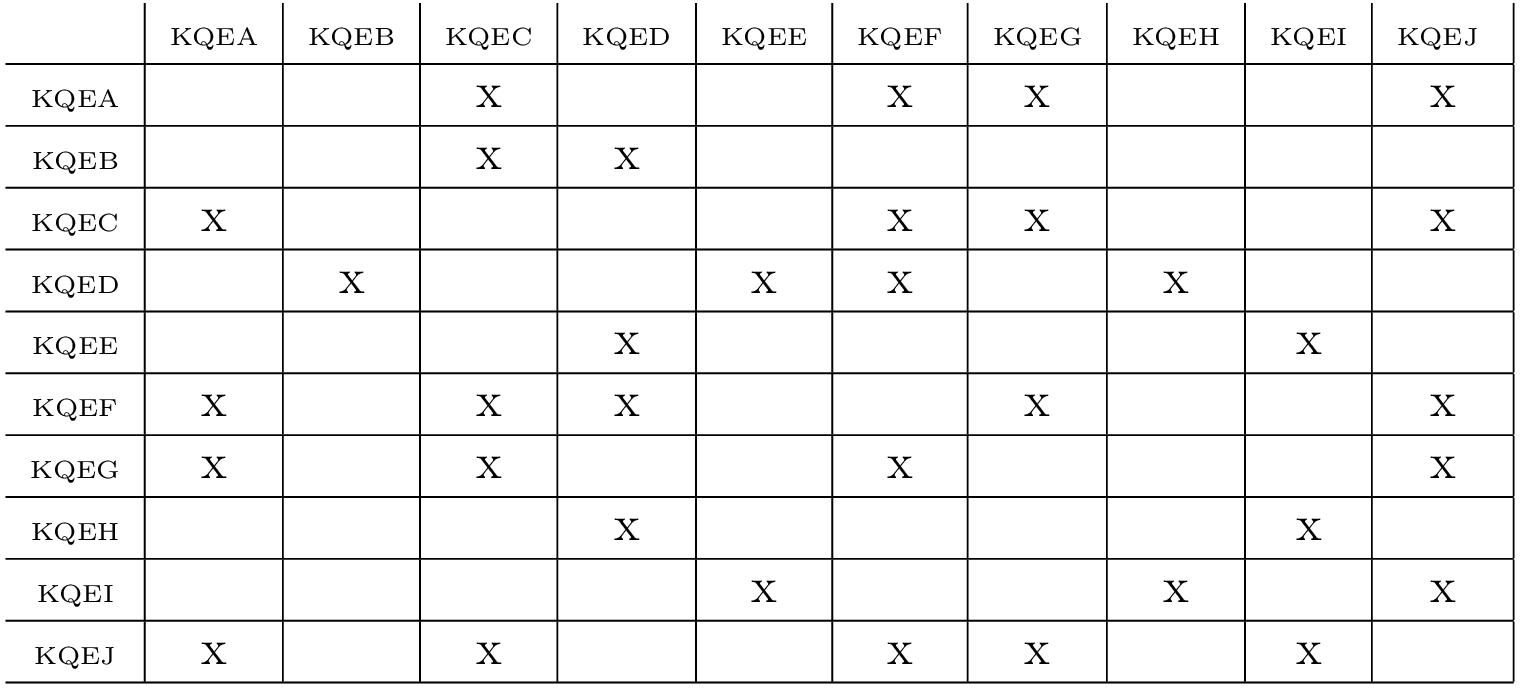 KQEA KQEB KQEC KQED KQEE KQEF KQEG KQEH KQEI KQEJ
KQEA X X X X
KQEB X X
KQEC X X X X
KQED X X X X
KQEE X X
KQEF X X X X X
KQEG X X X X
KQEH X X
KQEI X X X
KQEJ X X X X X